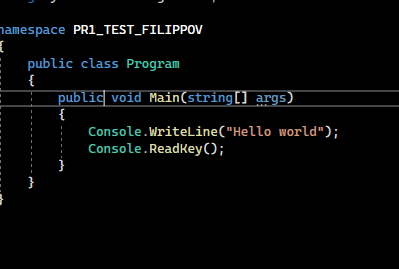 namespace PR1_TEST_FILIPPOV
{
public class Program
{
public void Main(string[] args)
{
Console.WriteLine("Hello world");
Console.ReadKey();
}
}
}